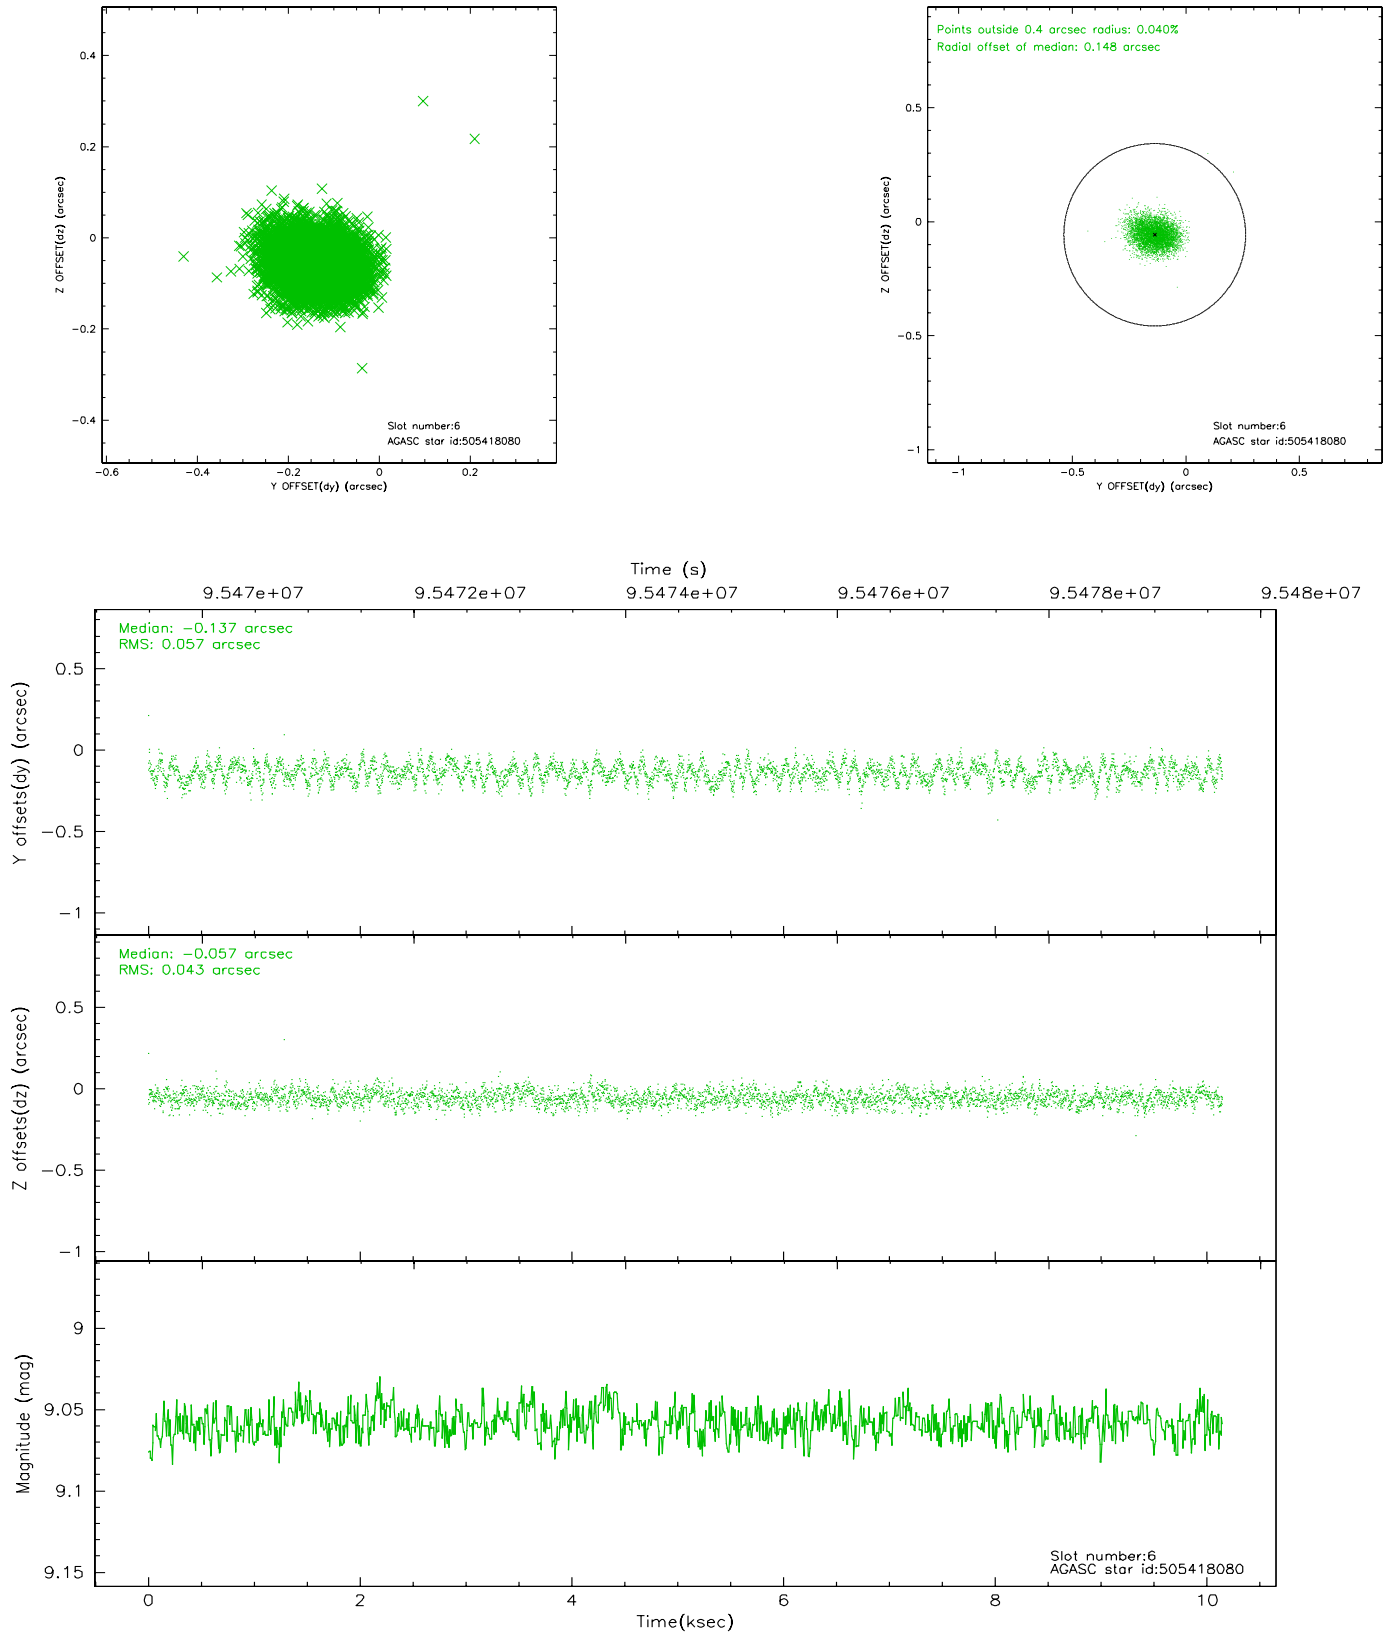 0.4
0.2
0
-0.2
-0.4
-0.6
-0.4
-0.2
0
0.2
Z OFFSET(dz) (arcsec)
Y OFFSET(dy) (arcsec)
Slot number:6
AGASC star id:505418080
Points outside 0.4 arcsec radius: 0.040%
Radial offset of median: 0.148 arcsec
0.5
0
-0.5
-1
-1
-0.5
0
0.5
Z OFFSET(dz) (arcsec)
Y OFFSET(dy) (arcsec)
Slot number:6
AGASC star id:505418080
Time (s)
9.547e+07
9.5472e+07
9.5474e+07
9.5476e+07
9.5478e+07
9.548e+07
Median: -0.137 arcsec
RMS: 0.057 arcsec
0.5
0
-0.5
-1
Y offsets(dy) (arcsec)
Median: -0.057 arcsec
RMS: 0.043 arcsec
0.5
0
-0.5
-1
Z offsets(dz) (arcsec)
9
9.05
9.1
9.15
Magnitude (mag)
Slot number:6
AGASC star id:505418080
0
2
4
6
8
10
Time(ksec)